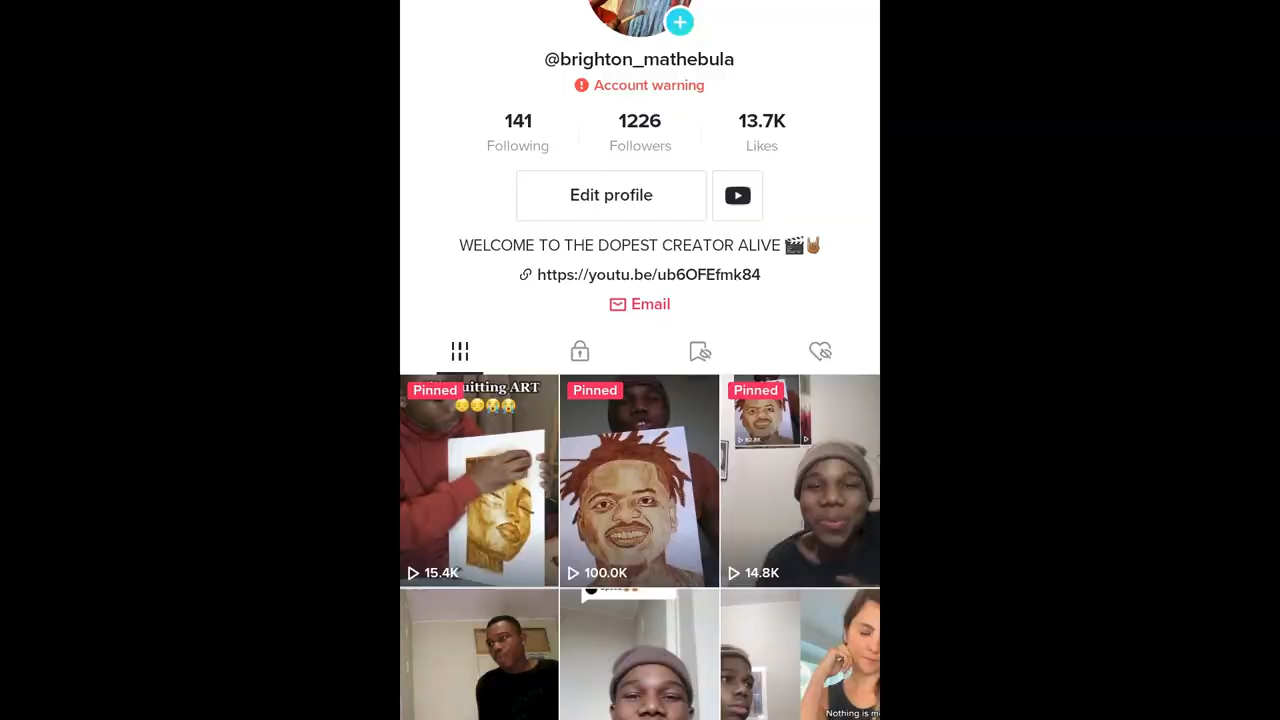 @brighton_mathebula
Account warning
141
1226
13.7K
Following
Followers
Likes
Edit profile
WELCOME TO THE DOPEST CREATOR ALIVE 🎬🤘🏾
https://youtu.be/ub6OFEfmk84
Email
Pinned
uitting ART
😔😔😭😭
15.4K
Pinned
100.0K
Pinned
14.8K
Nothing is m